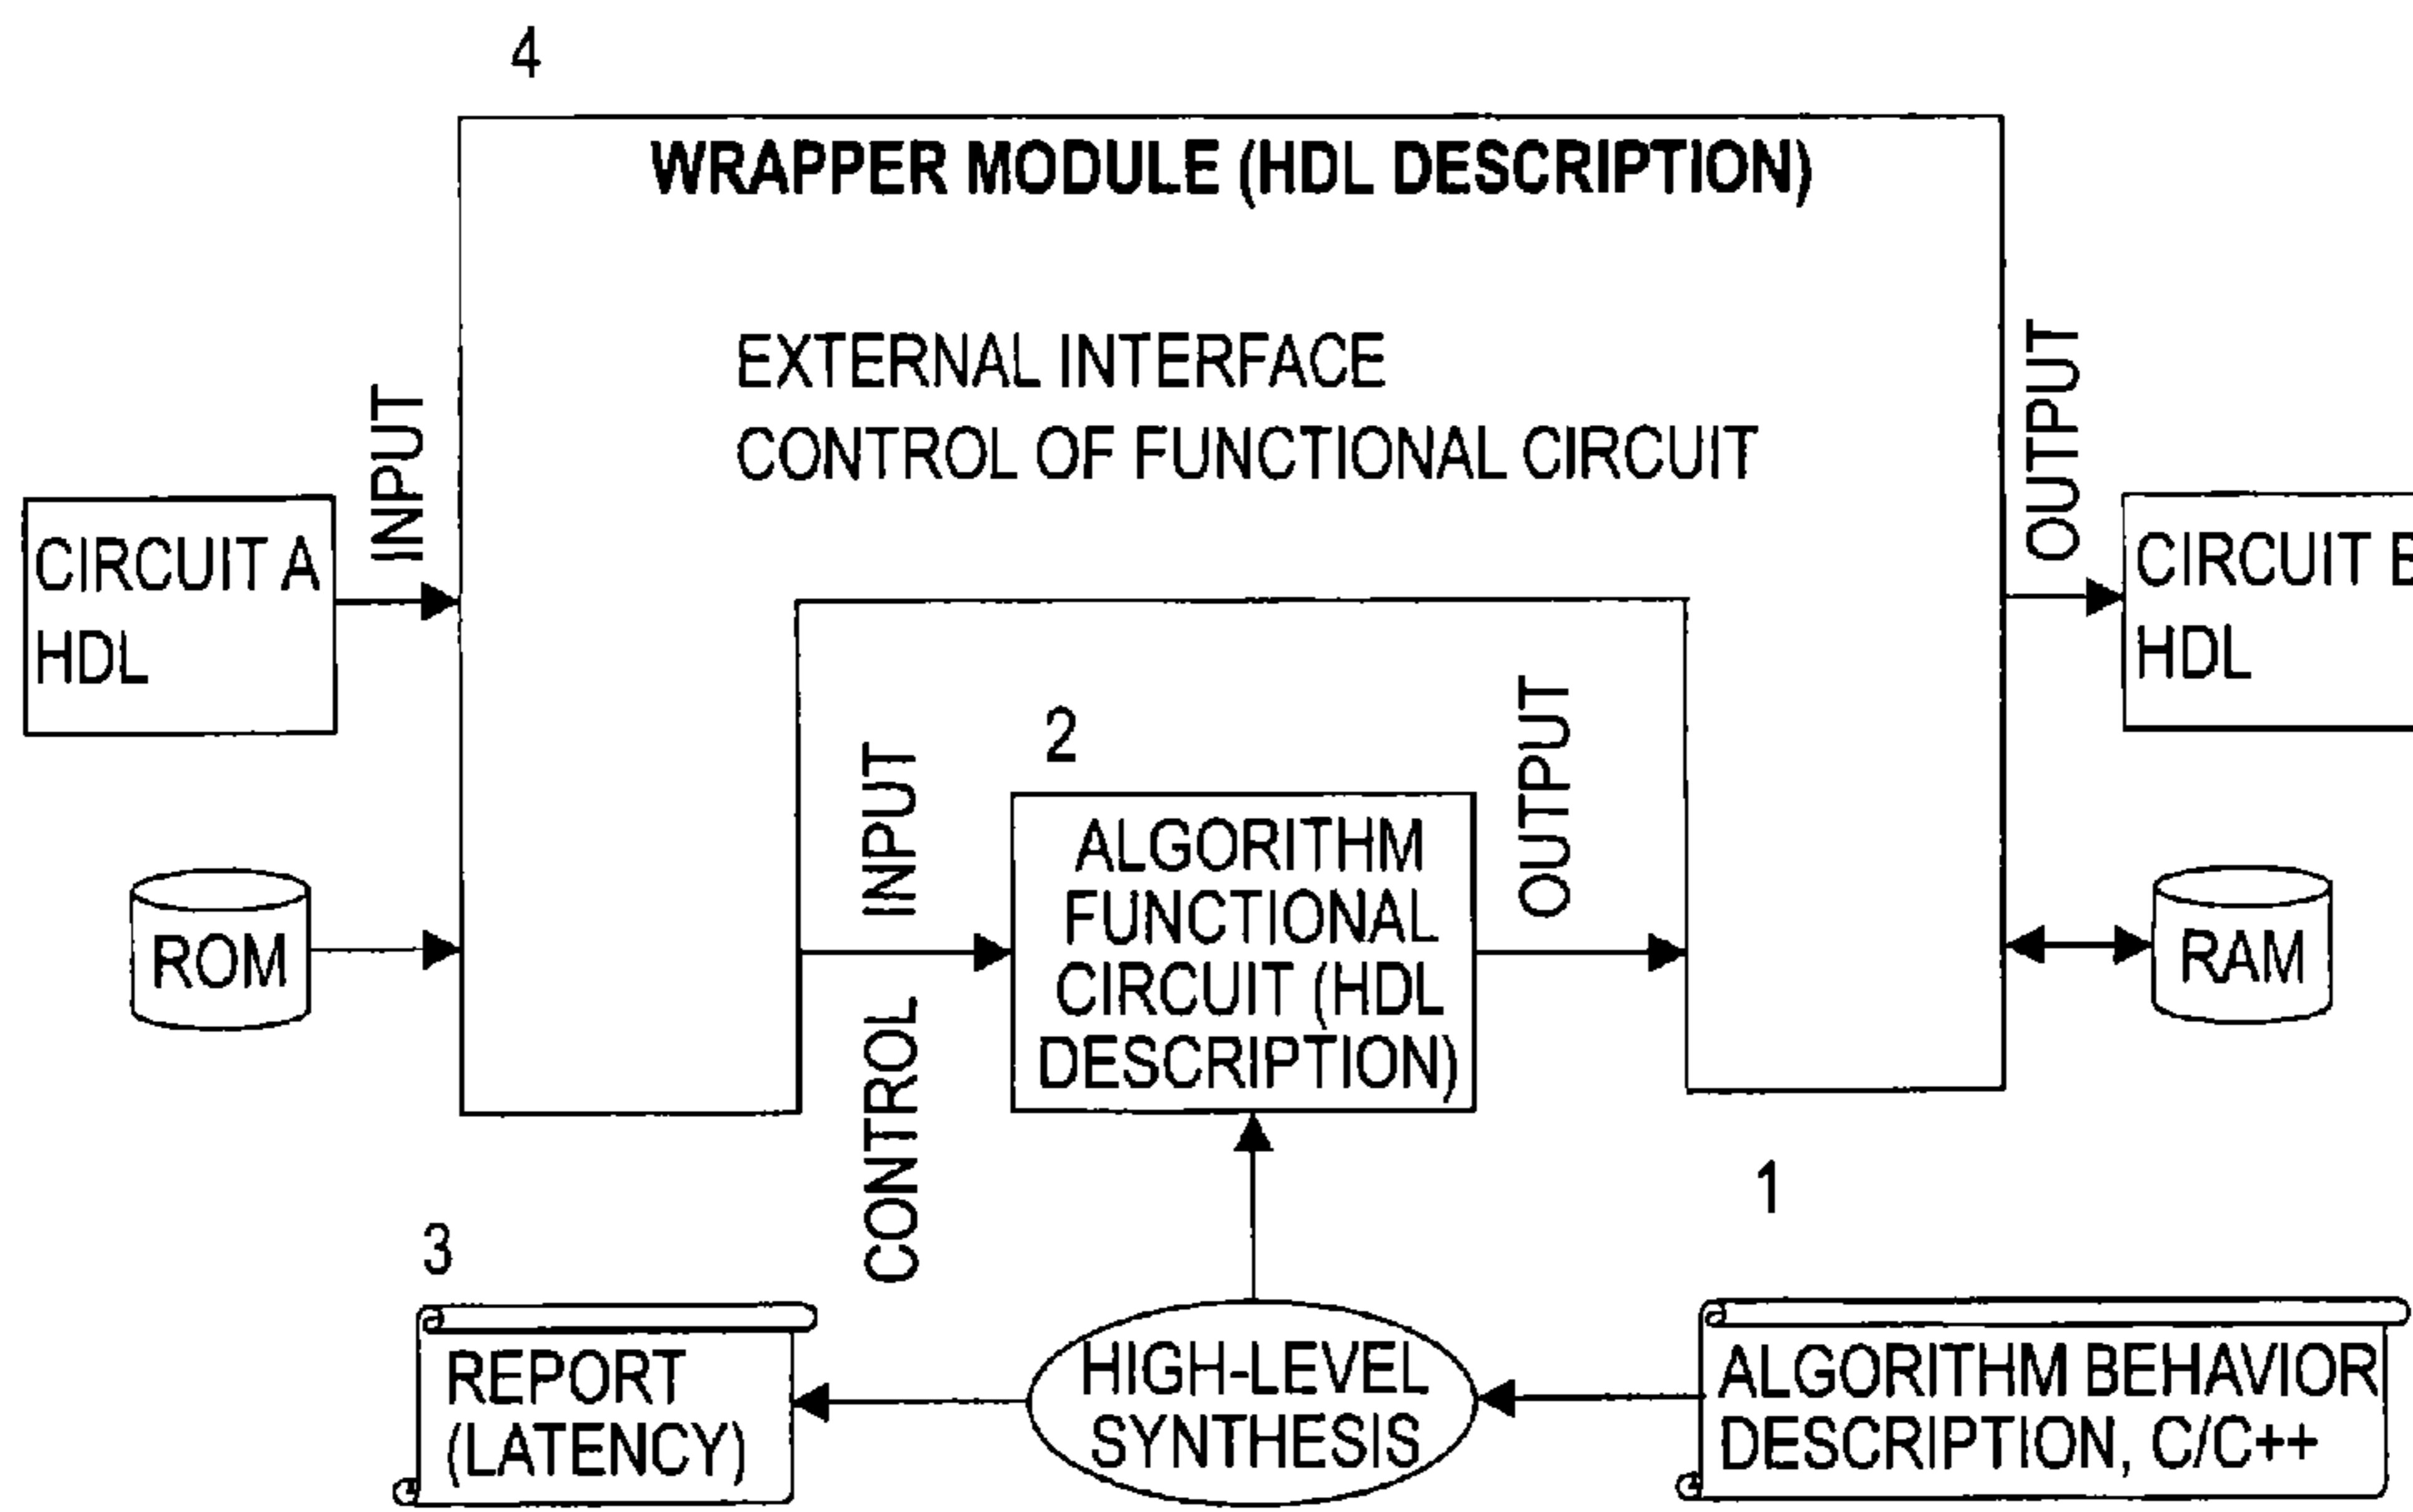 4
WRAPPER MODULE (HDL DESCRIPTION)
EXTERNAL INTERFACE
CONTROL OF FUNCTIONAL CIRCUIT
INPUT
OUTPUT
CIRCUIT A
HDL
CIRCUIT B
HDL
2
INPUT
CONTROL
OUTPUT
ALGORITHM
FUNCTIONAL
CIRCUIT (HDL
DESCRIPTION)
ROM
RAM
3
1
REPORT
(LATENCY)
HIGH-LEVEL
SYNTHESIS
ALGORITHM BEHAVIOR
DESCRIPTION, C/C++